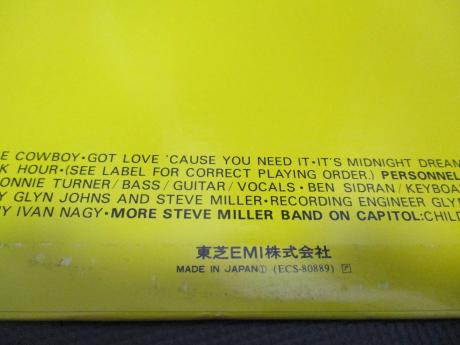 E COWBOY•GOT LOVE 'CAUSE YOU NEED IT•IT'S MIDNIGHT DREAM
K HOUR•(SEE LABEL FOR CORRECT PLAYING ORDER.) PERSONNEL
ONNIE TURNER/BASS/GUITAR/VOCALS•BEN SIDRAN/KEYBOA
Y GLYN JOHNS AND STEVE MILLER•RECORDING ENGINEER GLY
Y IVAN NAGY•MORE STEVE MILLER BAND ON CAPITOL:CHILD
東芝EMI株式会社
MADE IN JAPAN① (ECS-80889) Ⓟ